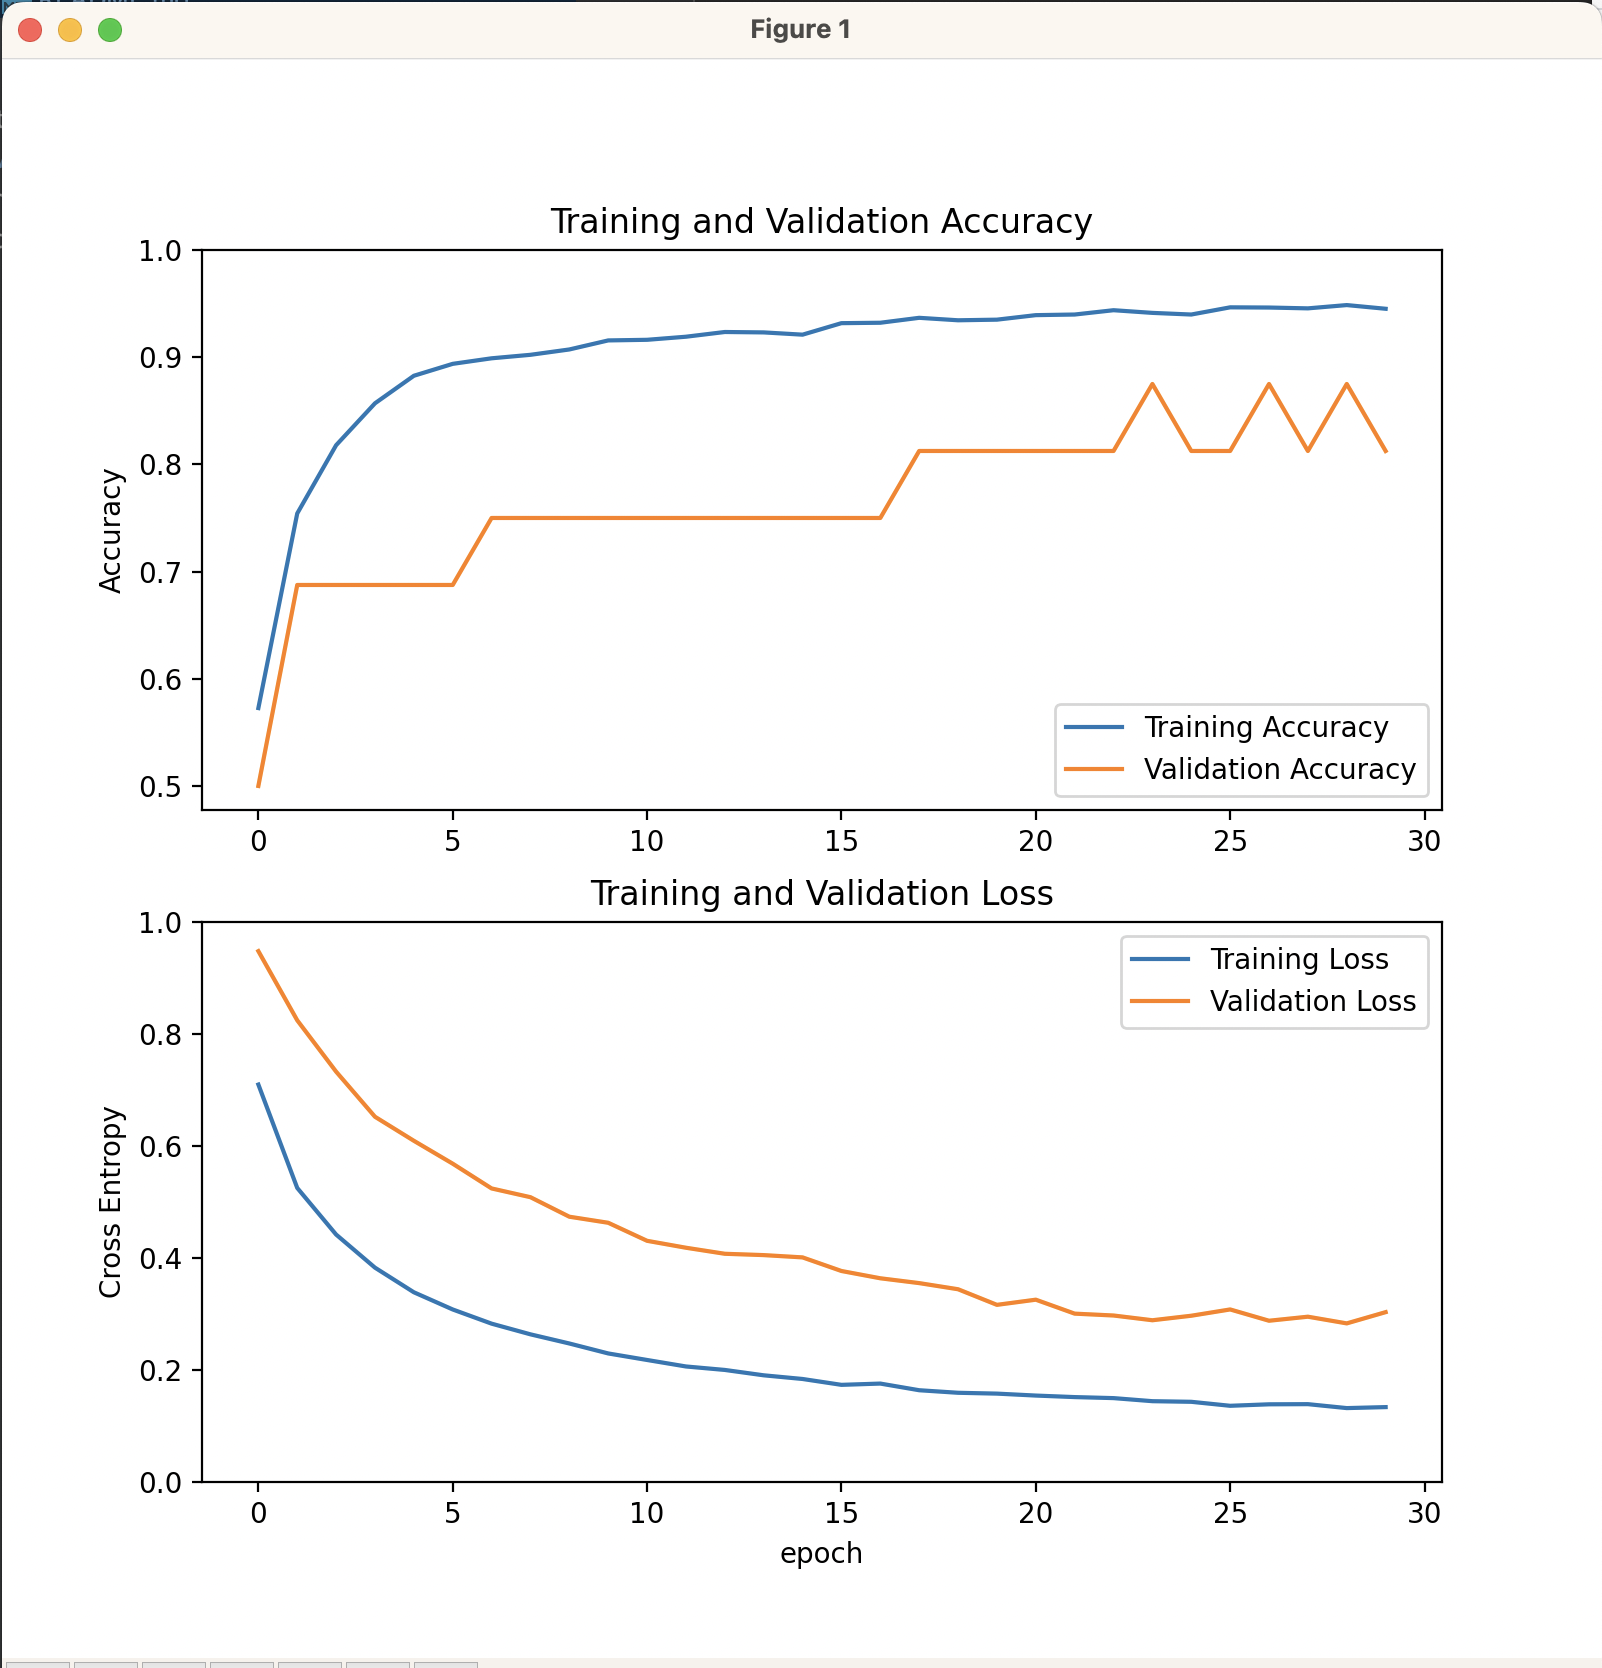 Figure 1
Training and Validation Accuracy
1.0
0.9
0.8
0.7
0.6
0.5
Accuracy
Training Accuracy
Validation Accuracy
0 5 10 15 20 25 30
Training and Validation Loss
1.0
0.8
0.6
0.4
0.2
0.0
Cross Entropy
Training Loss
Validation Loss
0 5 10 15 20 25 30
epoch